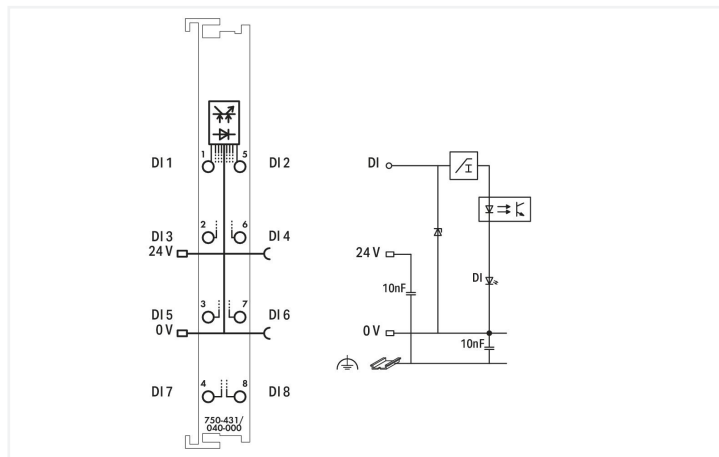 1 5
DI 1 DI 2
2 6
DI 3 DI 4
24 V
3 7
DI 5 DI 6
0 V
4 8
DI 7 DI 8
750-431/
040-000
DI
I
24 V
10nF
DI
0 V
10nF